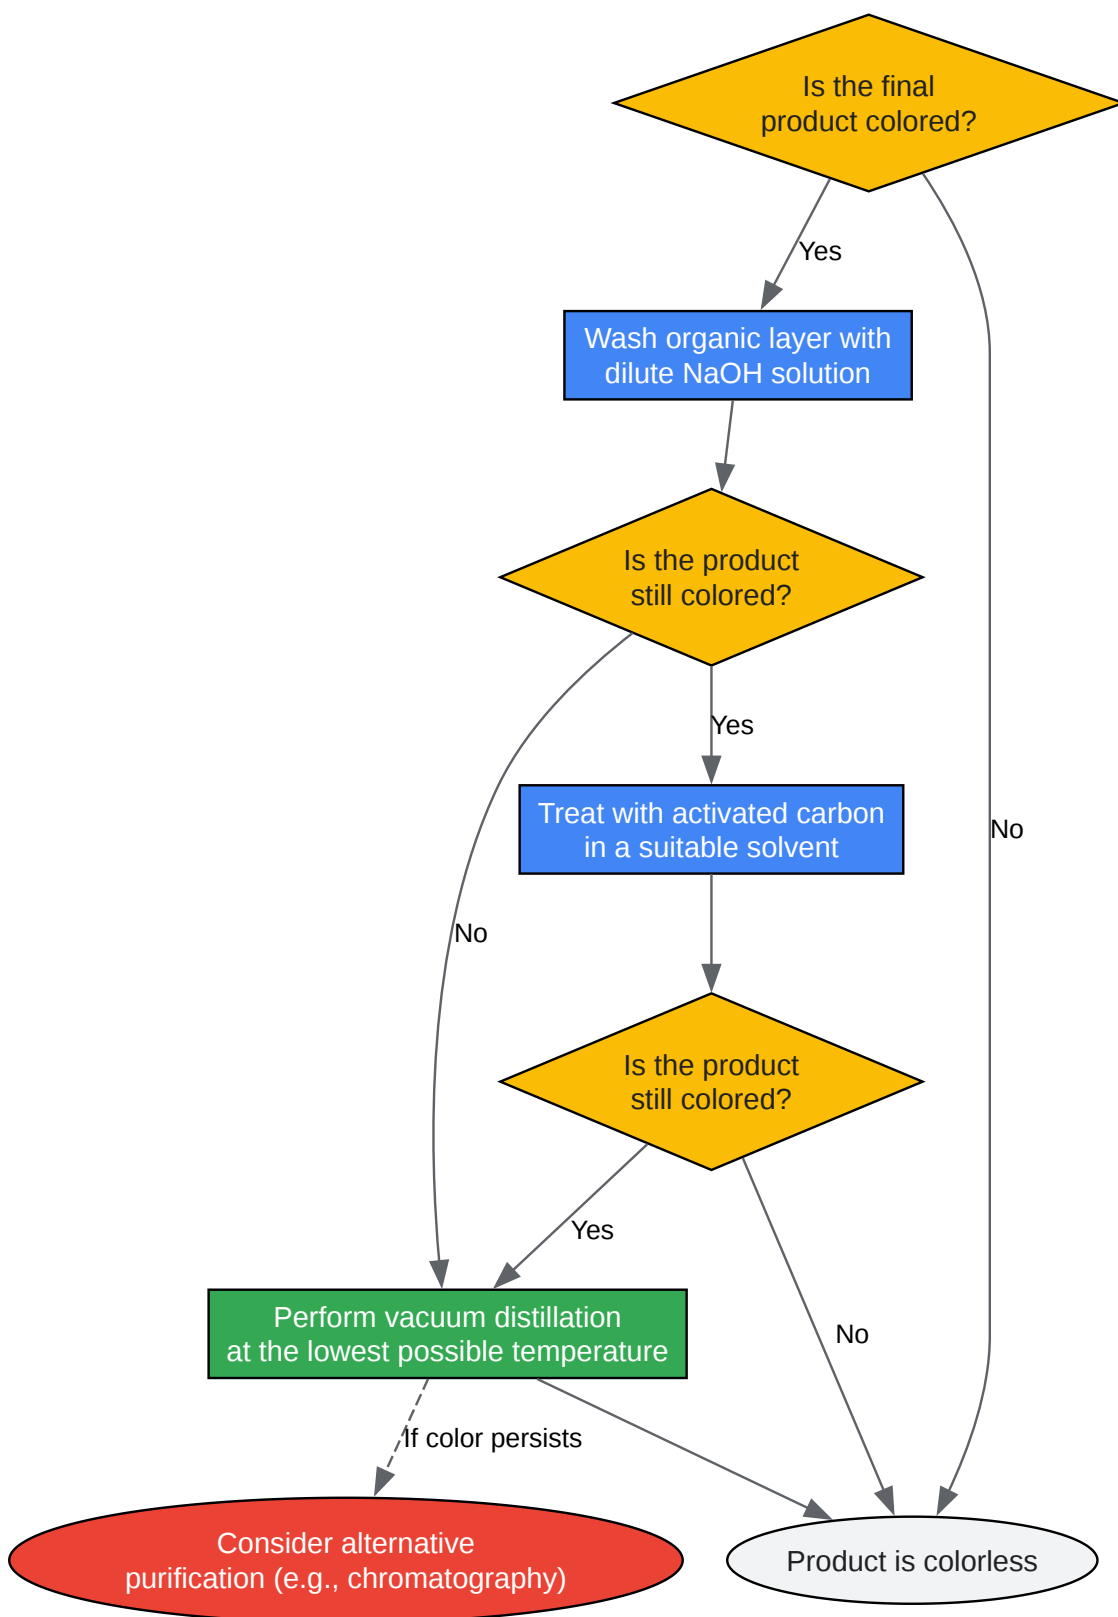 Is the final
product colored?
Yes
Wash organic layer with
dilute NaOH solution
Is the product
still colored?
Yes
Treat with activated carbon
in a suitable solvent
No
No
Is the product
still colored?
Yes
No
Perform vacuum distillation
at the lowest possible temperature
If color persists
Consider alternative
purification (e.g., chromatography)
Product is colorless